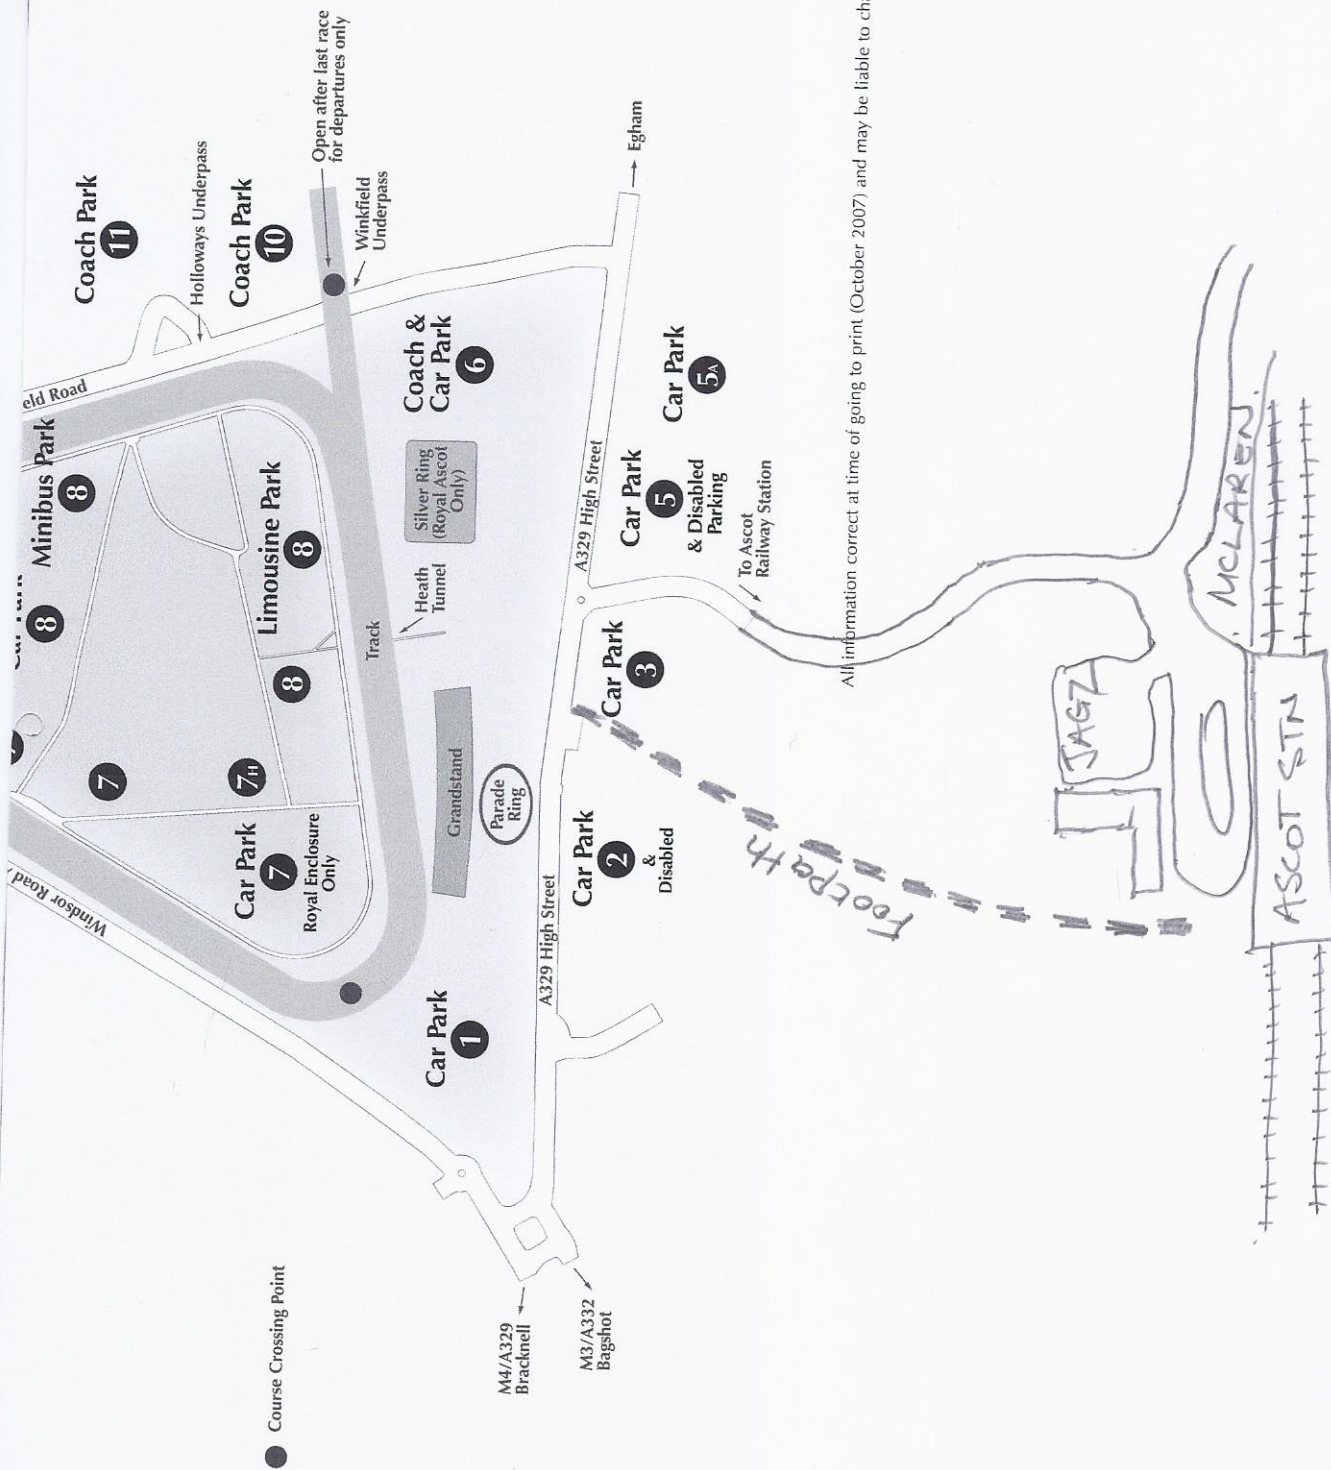 Coach Park
11
Holloways Underpass
Coach Park
10
Open after last race
for departures only
Winkfield
Underpass
Egham
eld Road
Minibus Park
8
8
Limousine Park
8
8
Coach &
Car Park
6
Silver Ring
(Royal Ascot
Only)
Heath
Tunnel
Track
A329 High Street
Car Park
5A
Car Park
5
& Disabled
Parking
To Ascot
Railway Station
Car Park
3
7
7H
Car Park
7
Royal Enclosure
Only
Windsor Road
Grandstand
Parade
Ring
Car Park
2
&
Disabled
A329 High Street
Car Park
1
M4/A329
Bracknell
M3/A332
Bagshot
Course Crossing Point
All information correct at time of going to print (October 2007) and may be liable to cha
Footpath
JAGZ
MCLAREN.
ASCOT STN